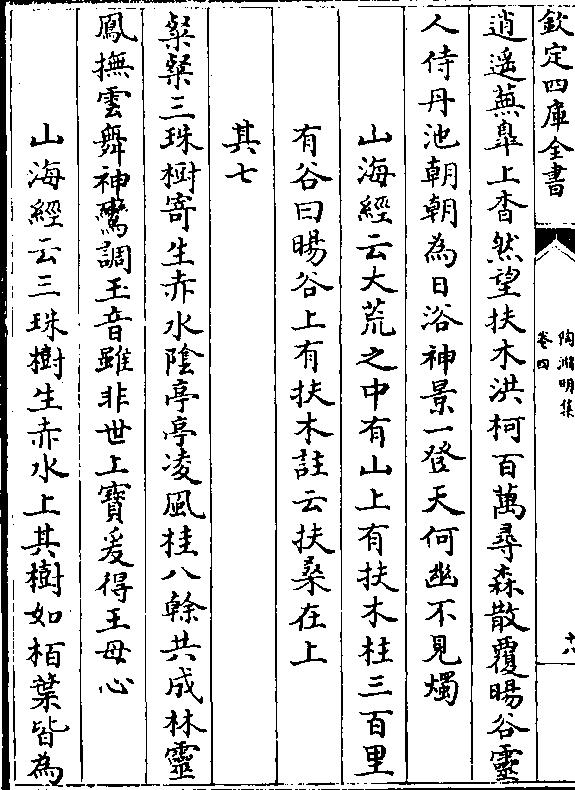 欽定四庫全書
陶淵明集
卷四
十八
逍遥蕪臯上杳然望扶木洪柯百萬尋森散覆暘谷靈
人侍丹池朝朝為日浴神景一登天何幽不見燭
山海經云大荒之中有山上有扶木柱三百里
有谷曰暘谷上有扶木註云扶桑在上
其七
粲粲三珠樹寄生赤水陰亭亭凌風桂八幹共成林靈
鳳撫雲舞神鸞調玉音雖非世上寶爰得王母心
山海經云三珠樹生赤水上其樹如栢葉皆為